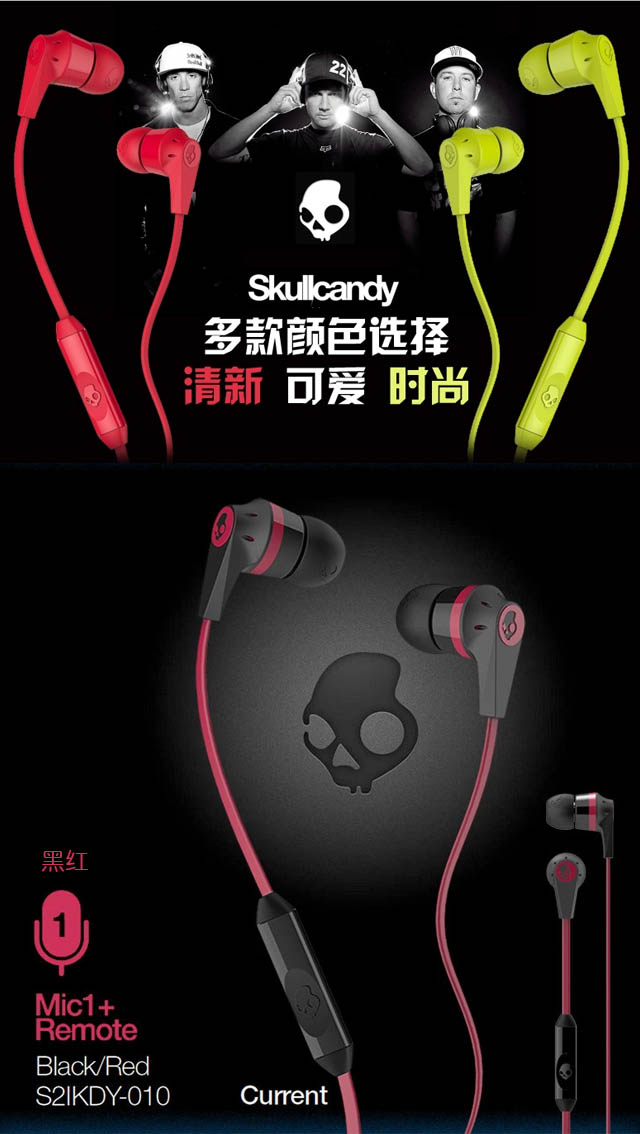 22
Skullcandy
多款颜色选择
清新 可爱 时尚
黑红
1
Mic1+
Remote
Black/Red
S2IKDY-010
Current